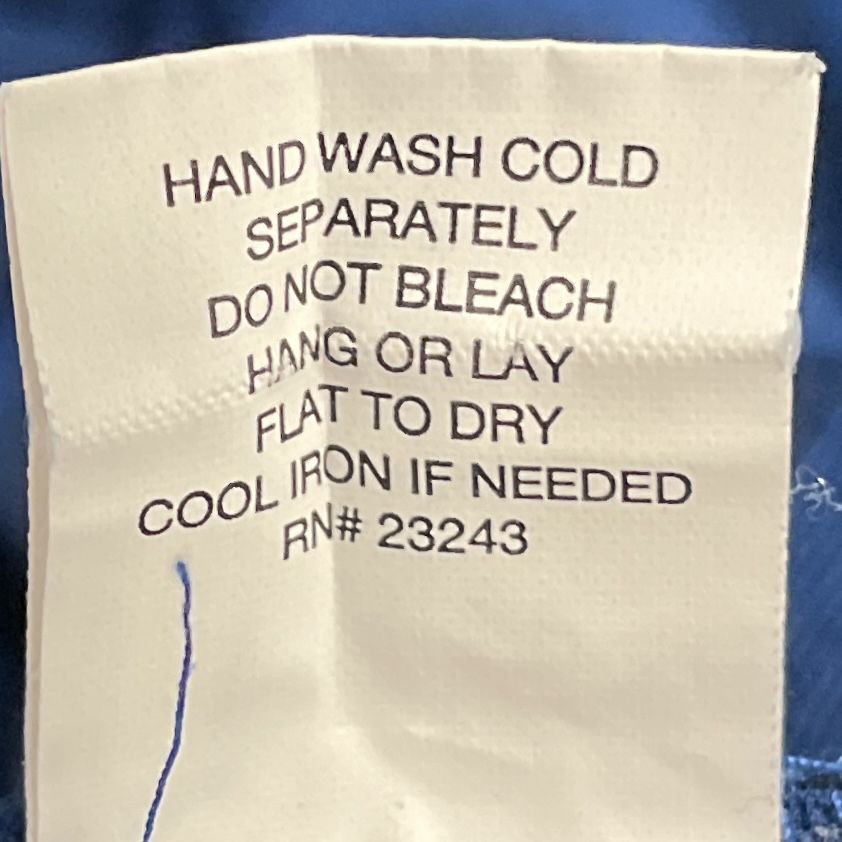 HAND WASH COLD
SEPARATELY
DO NOT BLEACH
HANG OR LAY
FLAT TO DRY
COOL IRON IF NEEDED
RN# 23243